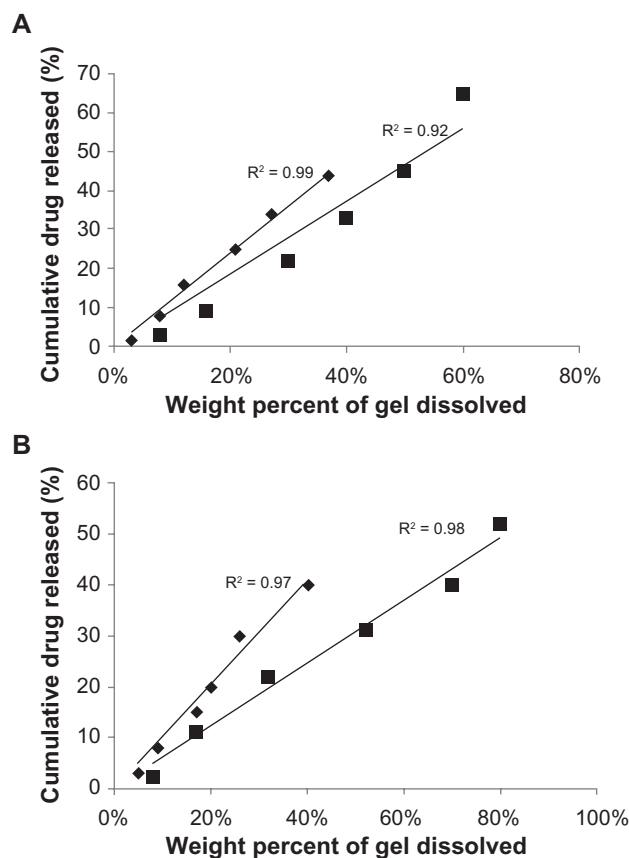 A
Cumulative drug released (%)
70
60
50
40
30
20
10
0
R² = 0.99
R² = 0.92
0% 20% 40% 60% 80%
Weight percent of gel dissolved
B
Cumulative drug released (%)
60
50
40
30
20
10
0
R² = 0.97
R² = 0.98
0% 20% 40% 60% 80% 100%
Weight percent of gel dissolved